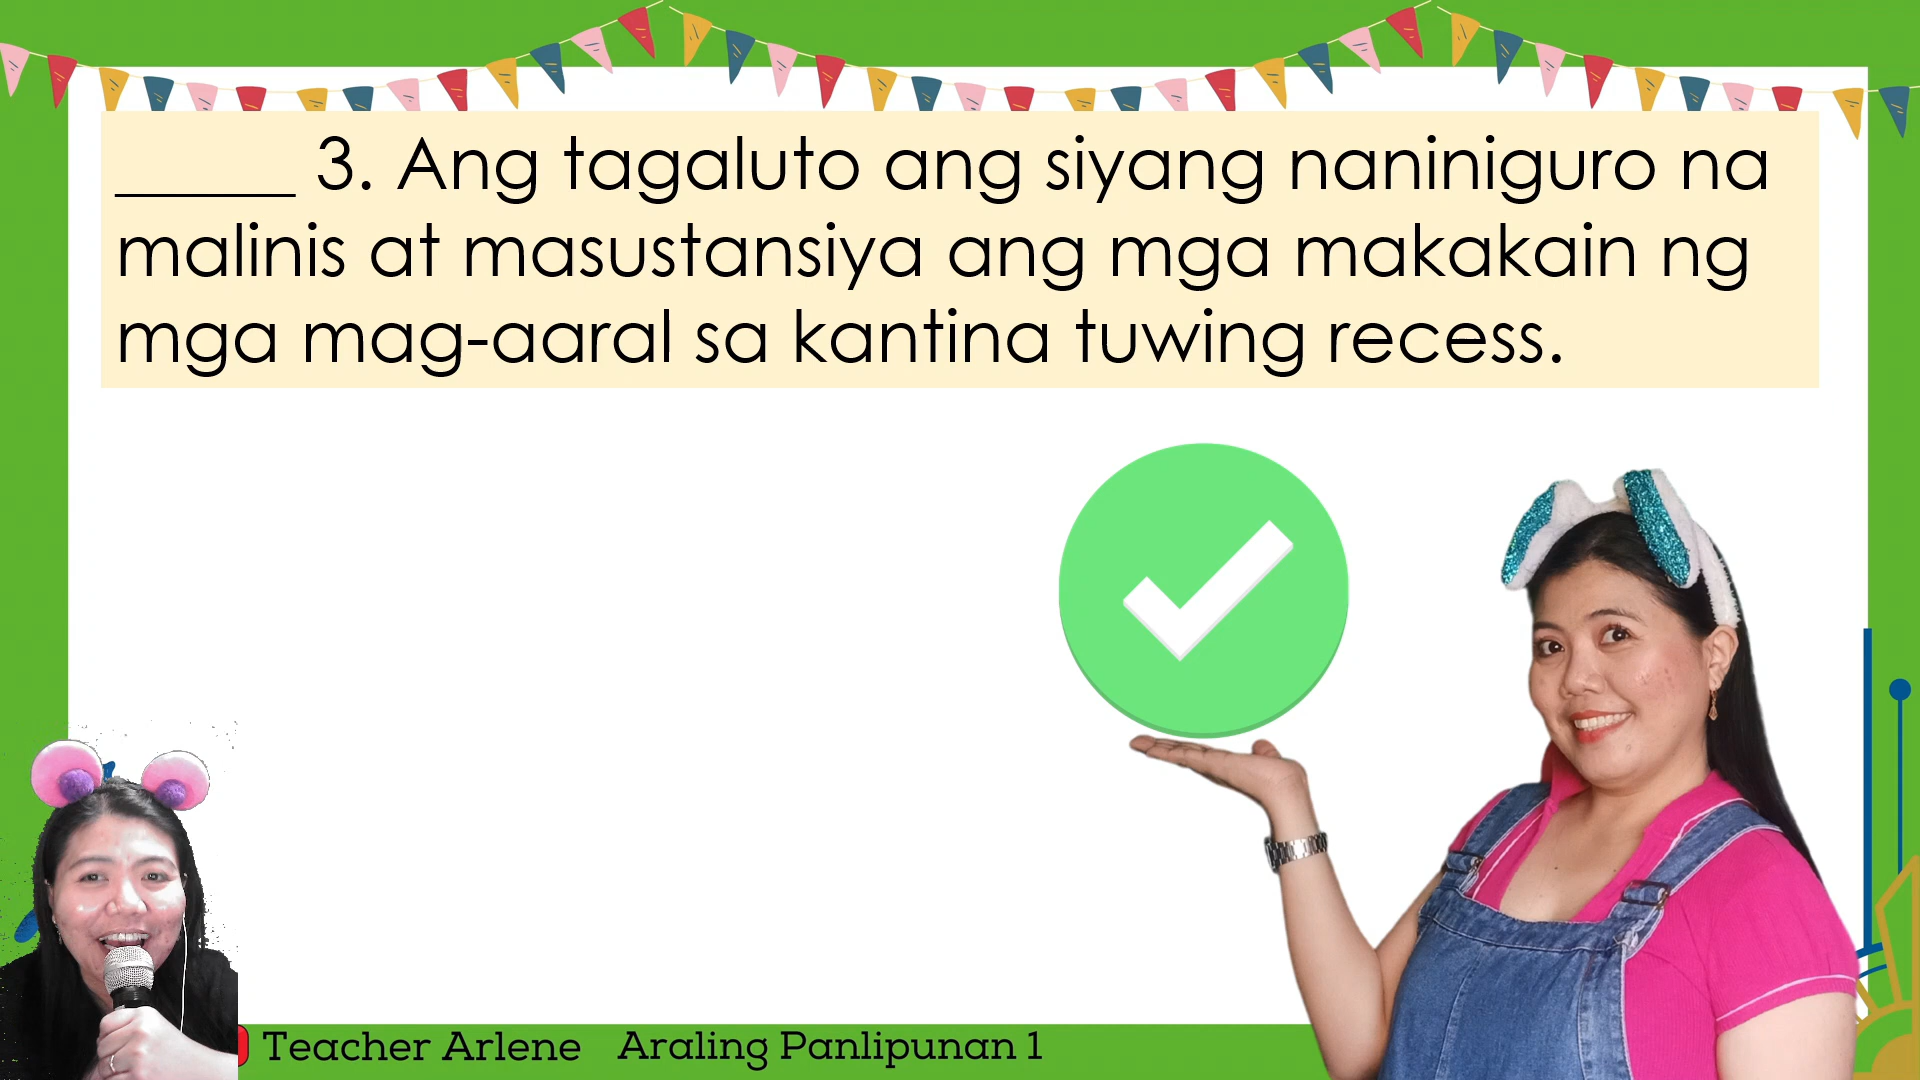 _____ 3. Ang tagaluto ang siyang naniniguro na
malinis at masustansiya ang mga makakain ng
mga mag-aaral sa kantina tuwing recess.
Teacher Arlene Araling Panlipunan 1